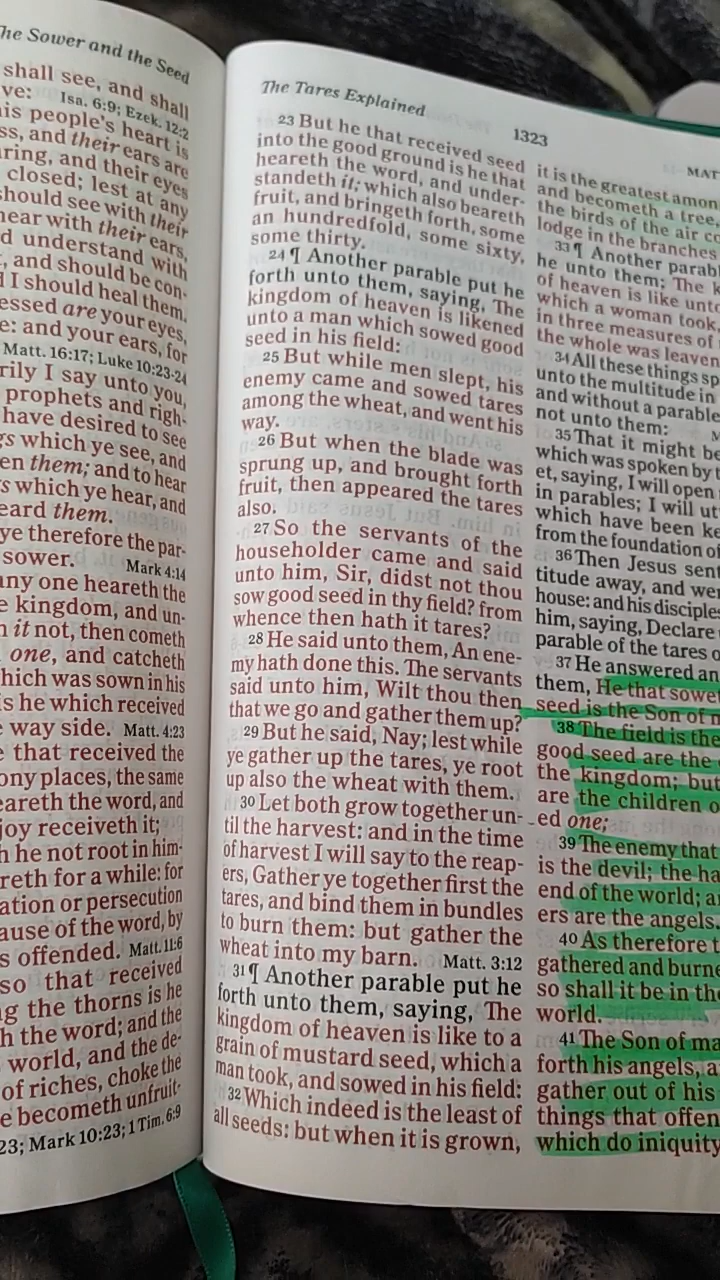 The Sower and the Seed
shall see, and shall
ve: Isa. 6:9; Ezek. 12:2
his people's heart is
ss, and their ears are
aring, and their eyes
closed; lest at any
should see with their
hear with their ears,
d understand with
, and should be con-
d I should heal them.
essed are your eyes,
e: and your ears, for
Matt. 16:17; Luke 10:23-24
rily I say unto you,
prophets and righ-
have desired to see
gs which ye see, and
en them; and to hear
s which ye hear, and
eard them.
ye therefore the par-
sower. Mark 4:14
any one heareth the
e kingdom, and un-
it not, then cometh
one, and catcheth
hich was sown in his
is he which received
e way side. Matt. 4:23
e that received the
ony places, the same
eareth the word, and
joy receiveth it;
h he not root in him-
reth for a while: for
ation or persecution
ause of the word, by
s offended. Matt. 11:6
so that received
g the thorns is he
h the word; and the
world, and the de-
of riches, choke the
e becometh unfruit-
23; Mark 10:23; 1 Tim. 6:9
The Tares Explained
1323
MAT
23 But he that received seed
into the good ground is he that
heareth the word, and under-
standeth it; which also beareth
fruit, and bringeth forth, some
an hundredfold, some sixty,
some thirty.
24 ¶ Another parable put he
forth unto them, saying, The
kingdom of heaven is likened
unto a man which sowed good
seed in his field:
25 But while men slept, his
enemy came and sowed tares
among the wheat, and went his
way.
26 But when the blade was
sprung up, and brought forth
fruit, then appeared the tares
also.
27 So the servants of the
householder came and said
unto him, Sir, didst not thou
sow good seed in thy field? from
whence then hath it tares?
28 He said unto them, An ene-
my hath done this. The servants
said unto him, Wilt thou then
that we go and gather them up?
29 But he said, Nay; lest while
ye gather up the tares, ye root
up also the wheat with them.
30 Let both grow together un-
til the harvest: and in the time
of harvest I will say to the reap-
ers, Gather ye together first the
tares, and bind them in bundles
to burn them: but gather the
wheat into my barn. Matt. 3:12
31 ¶ Another parable put he
forth unto them, saying, The
kingdom of heaven is like to a
grain of mustard seed, which a
man took, and sowed in his field:
32 Which indeed is the least of
all seeds: but when it is grown,
it is the greatest amon
and becometh a tree,
the birds of the air co
lodge in the branches
33 ¶ Another parabl
he unto them; The k
of heaven is like unto
which a woman took,
in three measures of
the whole was leaven
34 All these things sp
unto the multitude in
and without a parable
not unto them:
35 That it might be
which was spoken by t
et, saying, I will open
in parables; I will ut
which have been ke
from the foundation o
36 Then Jesus sent
titude away, and wen
house: and his disciples
him, saying, Declare
parable of the tares o
37 He answered an
them, He that sowe
seed is the Son of m
38 The field is the
good seed are the c
the kingdom; but
are the children o
ed one;
39 The enemy that
is the devil; the ha
end of the world; an
ers are the angels.
40 As therefore t
gathered and burne
so shall it be in the
world.
41 The Son of ma
forth his angels, a
gather out of his
things that offen
which do iniquity